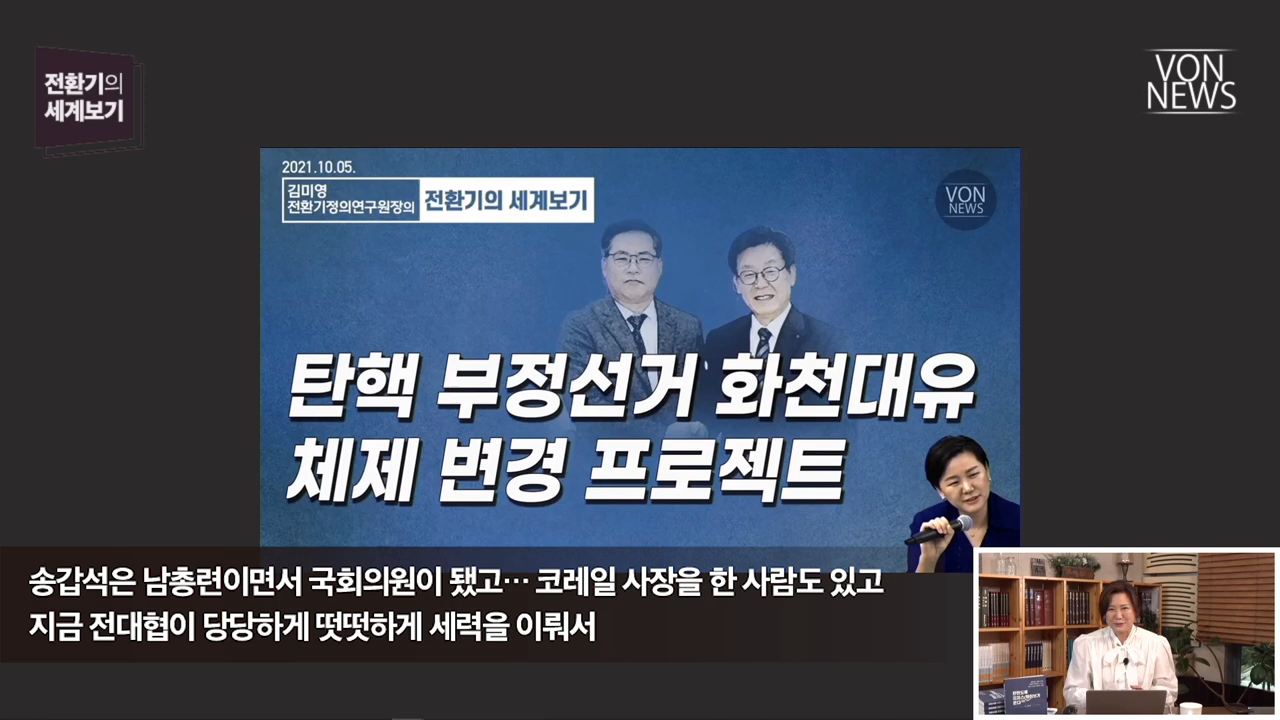 전환기의
세계보기
VON
NEWS
2021.10.05.
김미영
전환기정의연구원장의
전환기의 세계보기
VON
NEWS
탄핵 부정선거 화천대유
체제 변경 프로젝트
송갑석은 남총련이면서 국회의원이 됐고… 코레일 사장을 한 사람도 있고
지금 전대협이 당당하게 떳떳하게 세력을 이뤄서